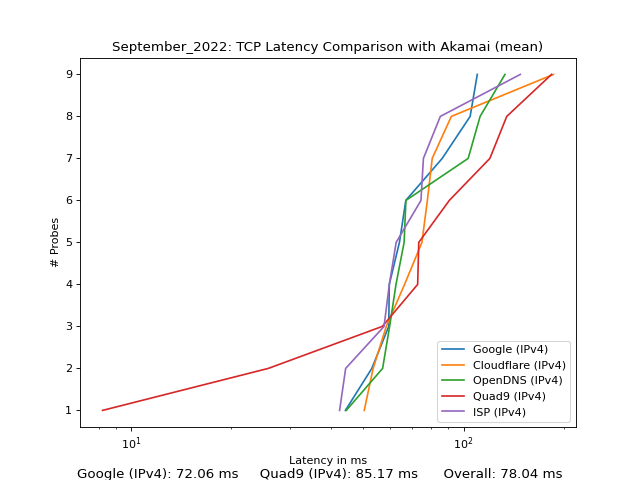 September_2022: TCP Latency Comparison with Akamai (mean)
9
8
7
6
5
4
3
2
1
# Probes
Google (IPv4)
Cloudflare (IPv4)
OpenDNS (IPv4)
Quad9 (IPv4)
ISP (IPv4)
10¹ 10²
Latency in ms
Google (IPv4): 72.06 ms Quad9 (IPv4): 85.17 ms Overall: 78.04 ms